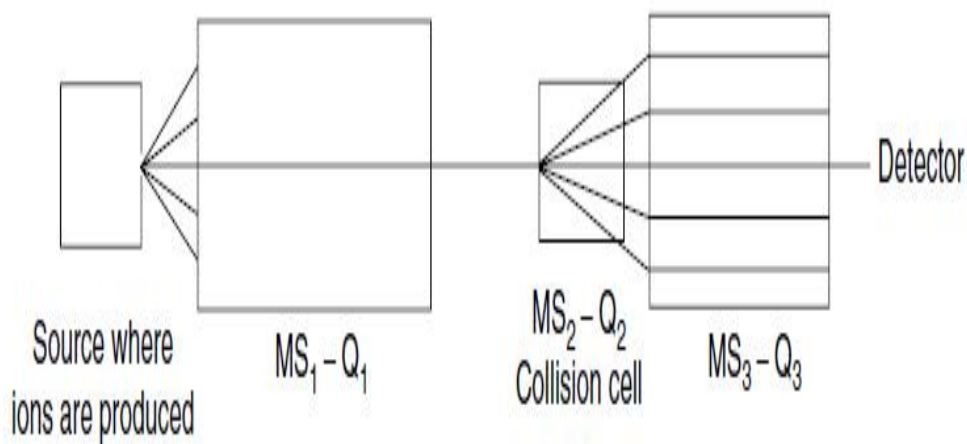 Detector
Source where
ions are produced
MS₁ – Q₁
MS₂ – Q₂
Collision cell
MS₃ – Q₃